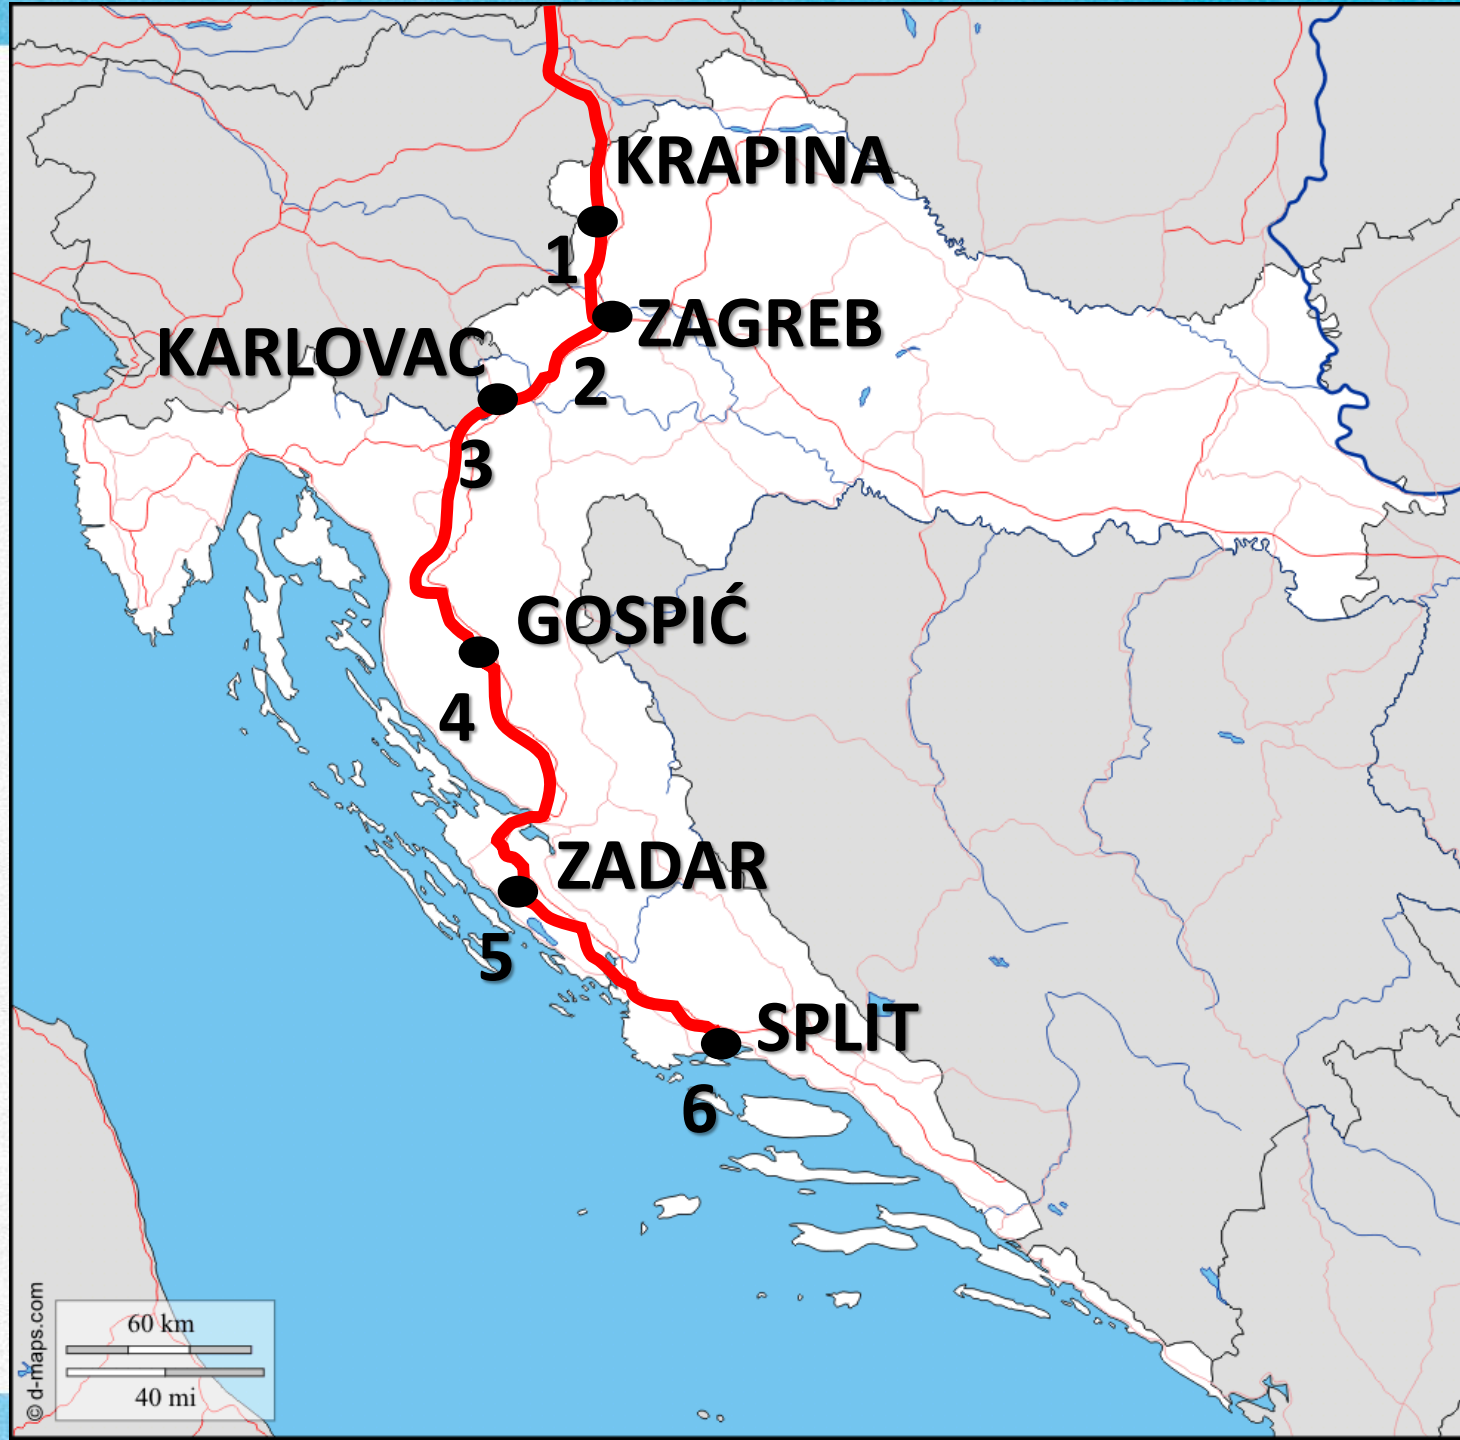 KRAPINA
1
ZAGREB
KARLOVAC
2
3
GOSPIĆ
4
ZADAR
5
SPLIT
6
60 km
40 mi
© d-maps.com